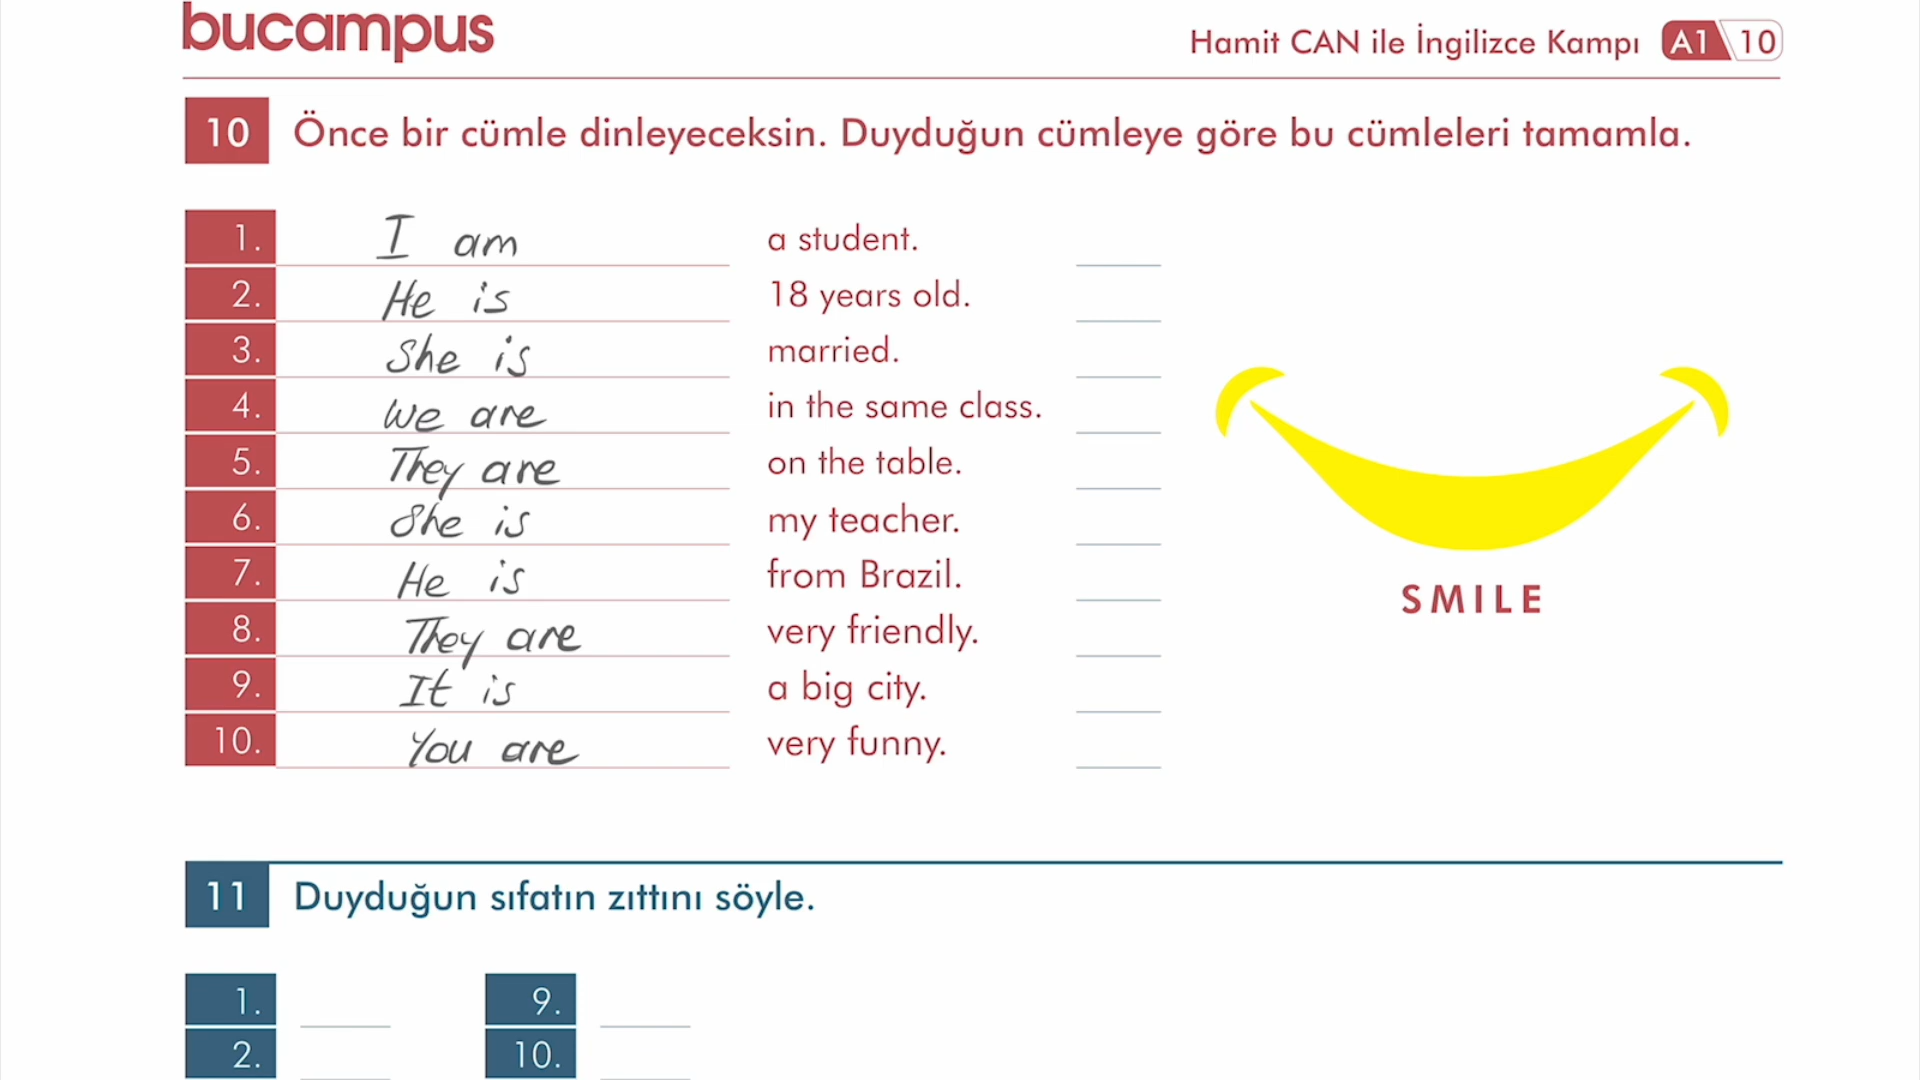 bucampus
Hamit CAN ile İngilizce Kampı A1 10
10 Önce bir cümle dinleyeceksin. Duyduğun cümleye göre bu cümleleri tamamla.
1. I am a student.
2. He is 18 years old.
3. She is married.
4. We are in the same class.
5. They are on the table.
6. She is my teacher.
7. He is from Brazil.
8. They are very friendly.
9. It is a big city.
10. You are very funny.
SMILE
11 Duyduğun sıfatın zıttını söyle.
1. 9.
2. 10.